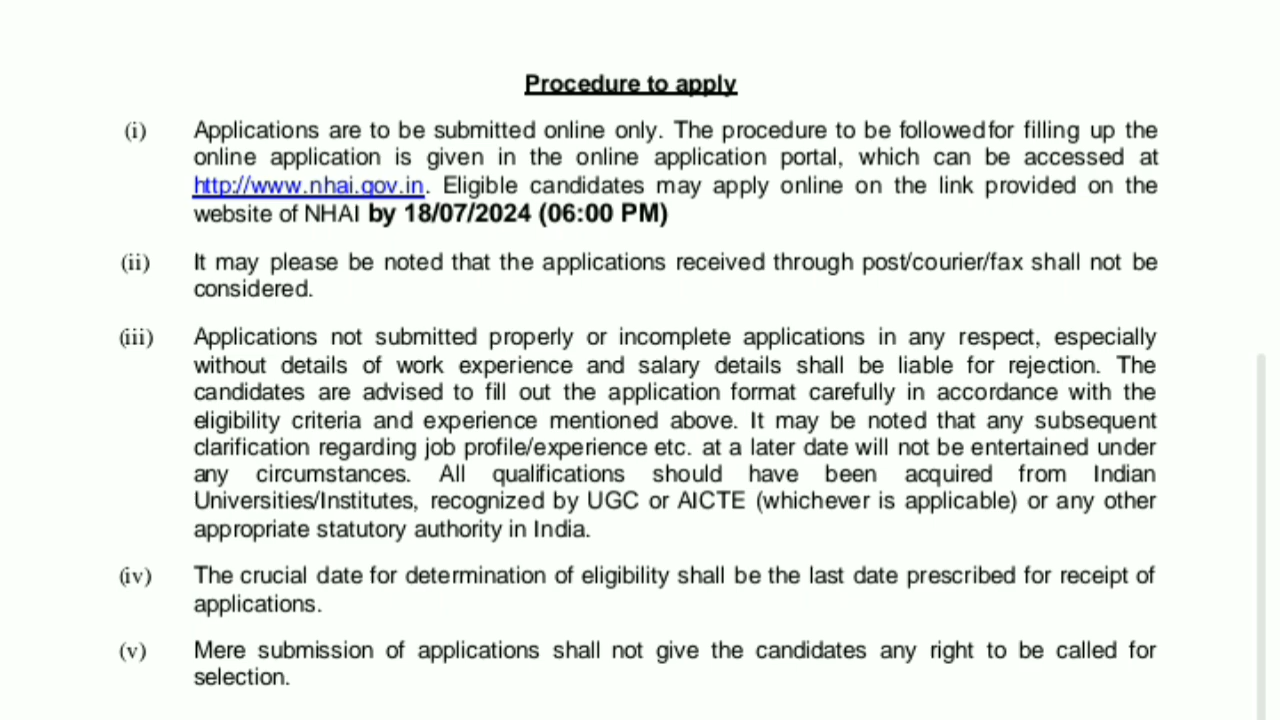 Procedure to apply
(i) Applications are to be submitted online only. The procedure to be followed for filling up the
online application is given in the online application portal, which can be accessed at
http://www.nhai.gov.in. Eligible candidates may apply online on the link provided on the
website of NHAI by 18/07/2024 (06:00 PM)
(ii) It may please be noted that the applications received through post/courier/fax shall not be
considered.
(iii) Applications not submitted properly or incomplete applications in any respect, especially
without details of work experience and salary details shall be liable for rejection. The
candidates are advised to fill out the application format carefully in accordance with the
eligibility criteria and experience mentioned above. It may be noted that any subsequent
clarification regarding job profile/experience etc. at a later date will not be entertained under
any circumstances. All qualifications should have been acquired from Indian
Universities/Institutes, recognized by UGC or AICTE (whichever is applicable) or any other
appropriate statutory authority in India.
(iv) The crucial date for determination of eligibility shall be the last date prescribed for receipt of
applications.
(v) Mere submission of applications shall not give the candidates any right to be called for
selection.